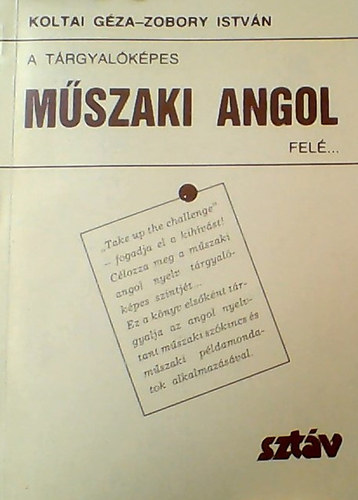 KOLTAI GÉZA–ZOBORY ISTVÁN
A TÁRGYALÓKÉPES
MŰSZAKI ANGOL
FELÉ...
„Take up the challenge”
– fogadja el a kihívást!
Célozza meg a műszaki
angol nyelv tárgyaló-
képes szintjét...
Ez a könyv elsőként tár-
gyalja az angol nyelv-
tant műszaki szókincs és
műszaki példamonda-
tok alkalmazásával.
sztáv